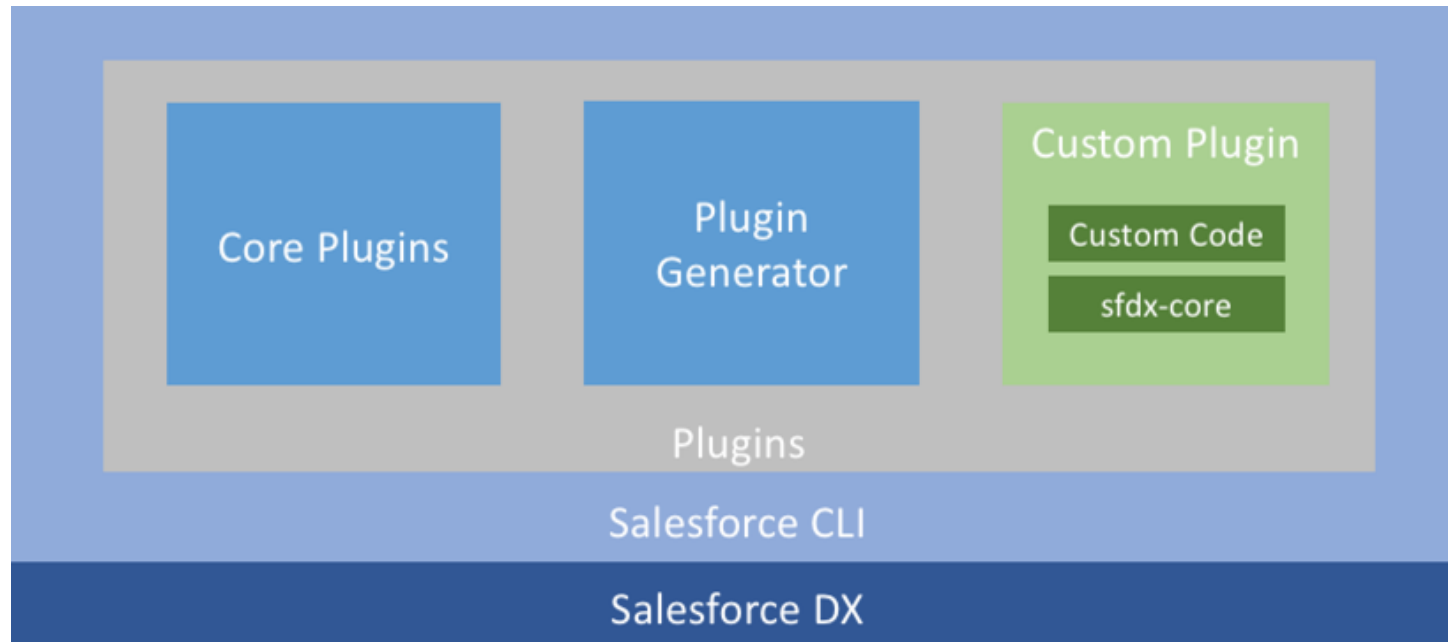 Core Plugins
Plugin
Generator
Custom Plugin
Custom Code
sfdx-core
Plugins
Salesforce CLI
Salesforce DX